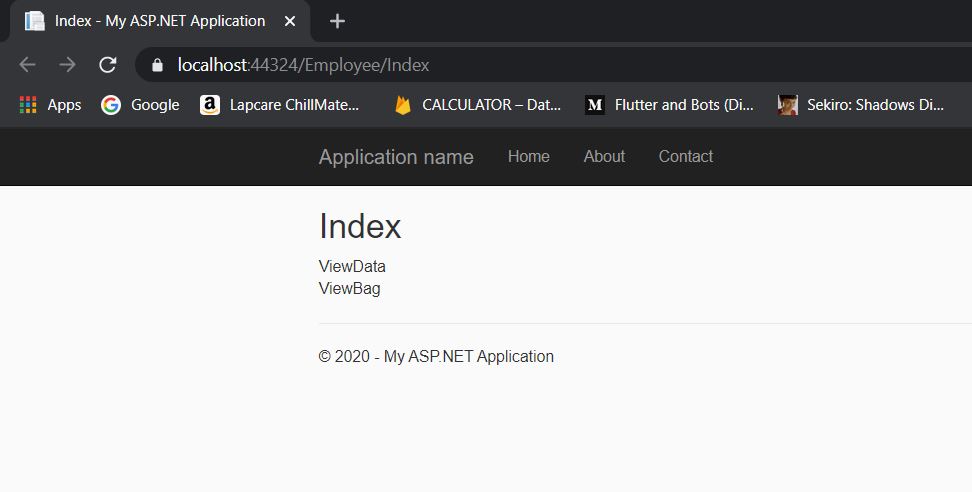 Index - My ASP.NET Application
localhost:44324/Employee/Index
Apps Google Lapcare ChillMate... CALCULATOR – Dat... Flutter and Bots (Di... Sekiro: Shadows Di...
Application name Home About Contact
Index
ViewData
ViewBag
© 2020 - My ASP.NET Application